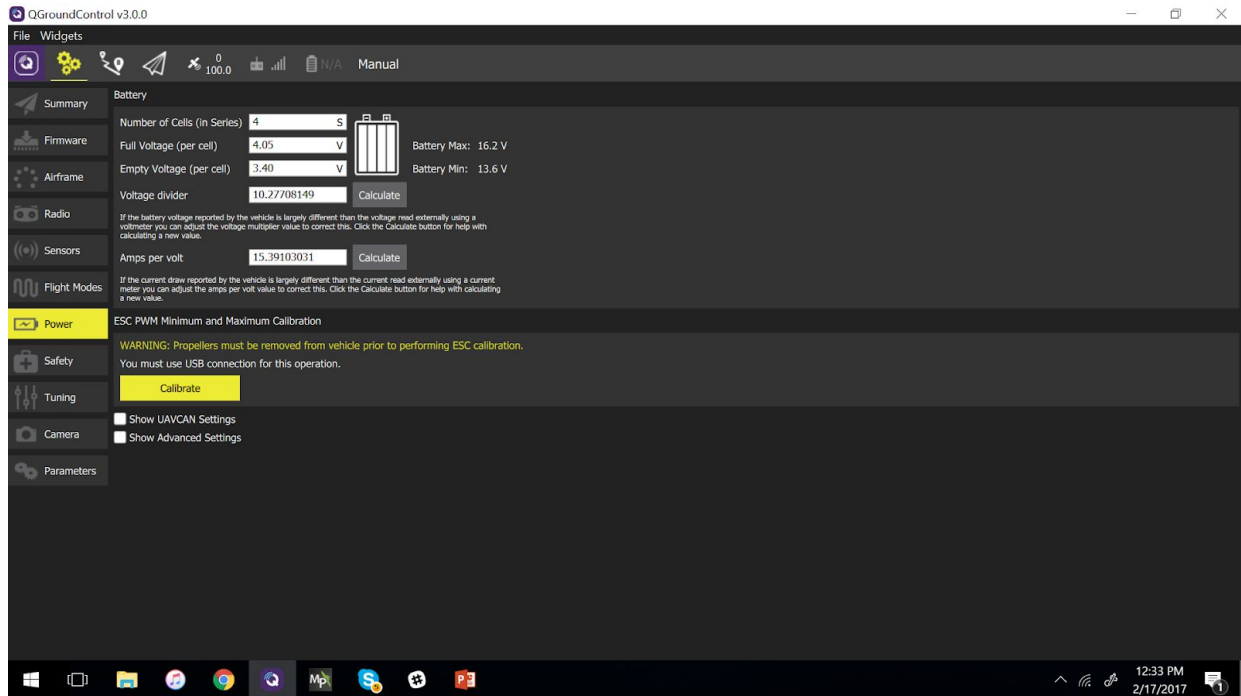 QGroundControl v3.0.0
File Widgets
0
100.0
N/A
Manual
Summary
Firmware
Airframe
Radio
Sensors
Flight Modes
Power
Safety
Tuning
Camera
Parameters
Battery
Number of Cells (in Series) 4 S
Full Voltage (per cell) 4.05 V Battery Max: 16.2 V
Empty Voltage (per cell) 3.40 V Battery Min: 13.6 V
Voltage divider 10.27708149 Calculate
If the battery voltage reported by the vehicle is largely different than the voltage read externally using a
voltmeter you can adjust the voltage multiplier value to correct this. Click the Calculate button for help with
calculating a new value.
Amps per volt 15.39103031 Calculate
If the current draw reported by the vehicle is largely different than the current read externally using a current
meter you can adjust the amps per volt value to correct this. Click the Calculate button for help with calculating
a new value.
ESC PWM Minimum and Maximum Calibration
WARNING: Propellers must be removed from vehicle prior to performing ESC calibration.
You must use USB connection for this operation.
Calibrate
Show UAVCAN Settings
Show Advanced Settings
Mp
P
12:33 PM
2/17/2017
1